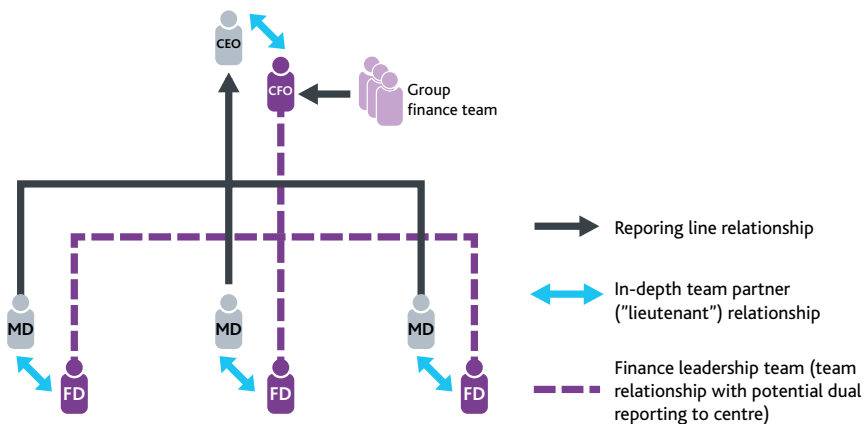 CEO
CFO
Group
finance team
Reporing line relationship
In-depth team partner
("lieutenant") relationship
MD
MD
MD
FD
FD
FD
Finance leadership team (team
relationship with potential dual
reporting to centre)